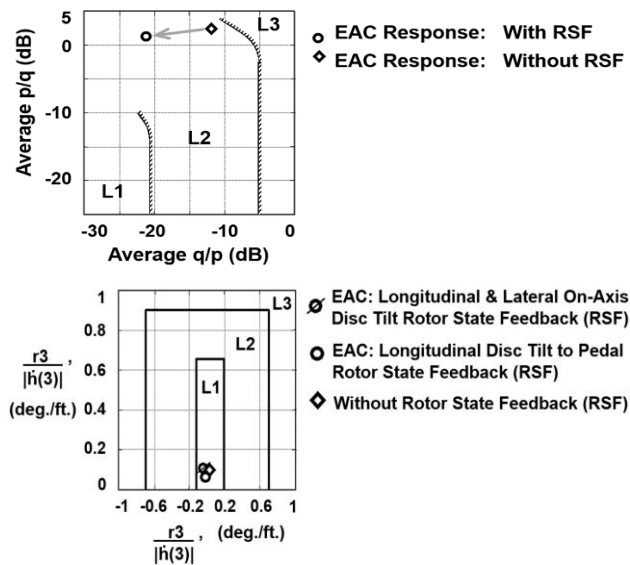 5
0
-10
-20
Average p/q (dB)
L3
L2
L1
-30 -20 -10 0
Average q/p (dB)
EAC Response: With RSF
EAC Response: Without RSF
1
0.8
0.6
0.4
0.2
0
r3
|ḣ(3)| ,
(deg./ft.)
L3
L2
L1
-1 -0.6 -0.2 0.2 0.6 1
r3
|ḣ(3)| , (deg./ft.)
EAC: Longitudinal & Lateral On-Axis
Disc Tilt Rotor State Feedback (RSF)
EAC: Longitudinal Disc Tilt to Pedal
Rotor State Feedback (RSF)
Without Rotor State Feedback (RSF)